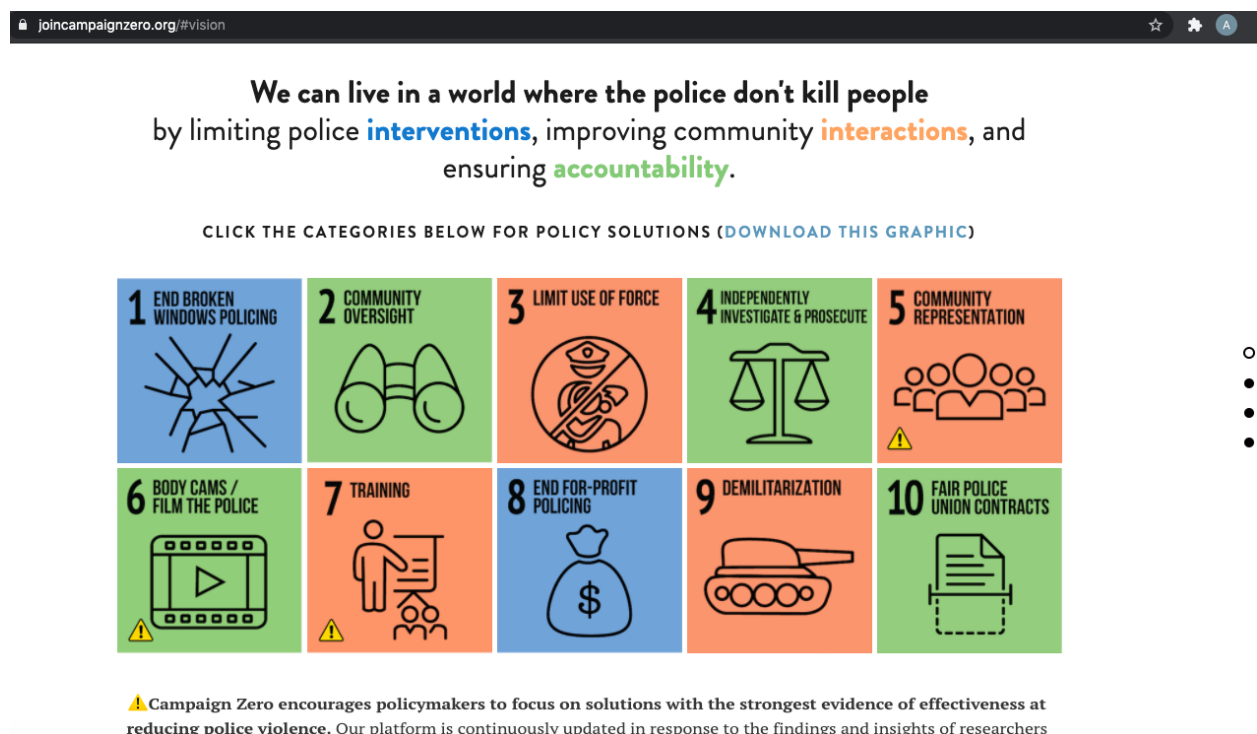 joincampaignzero.org/#vision
A
We can live in a world where the police don't kill people
by limiting police interventions, improving community interactions, and
ensuring accountability.
CLICK THE CATEGORIES BELOW FOR POLICY SOLUTIONS (DOWNLOAD THIS GRAPHIC)
1 END BROKEN
WINDOWS POLICING
2 COMMUNITY
OVERSIGHT
3 LIMIT USE OF FORCE
4 INDEPENDENTLY
INVESTIGATE & PROSECUTE
5 COMMUNITY
REPRESENTATION
6 BODY CAMS /
FILM THE POLICE
7 TRAINING
8 END FOR-PROFIT
POLICING
$
9 DEMILITARIZATION
10 FAIR POLICE
UNION CONTRACTS
Campaign Zero encourages policymakers to focus on solutions with the strongest evidence of effectiveness at
reducing police violence. Our platform is continuously updated in response to the findings and insights of researchers